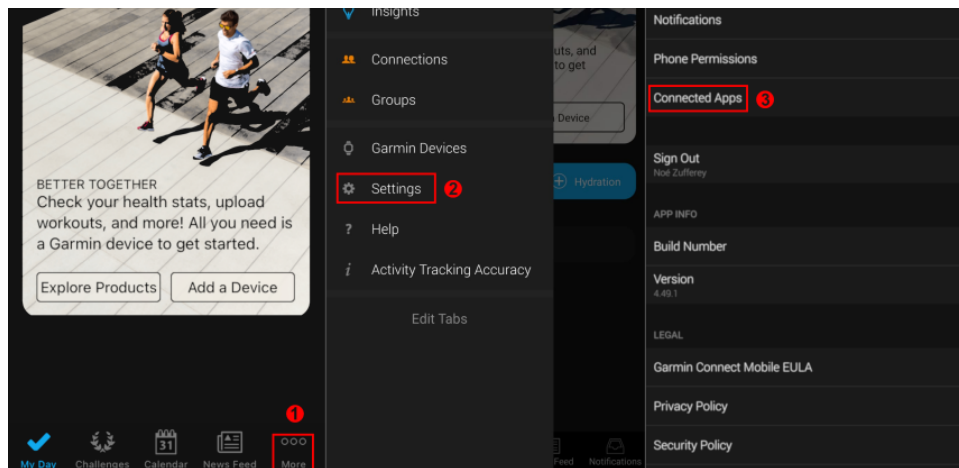 BETTER TOGETHER
Check your health stats, upload
workouts, and more! All you need is
a Garmin device to get started.
Explore Products
Add a Device
1
My Day
Challenges
Calendar
31
News Feed
More
Insights
Connections
Groups
Garmin Devices
Settings
2
? Help
i Activity Tracking Accuracy
Edit Tabs
uts, and
to get
Device
Hydration
Feed
Notifications
Notifications
Phone Permissions
Connected Apps
3
Sign Out
Noé Zufferey
APP INFO
Build Number
Version
4.49.1
LEGAL
Garmin Connect Mobile EULA
Privacy Policy
Security Policy